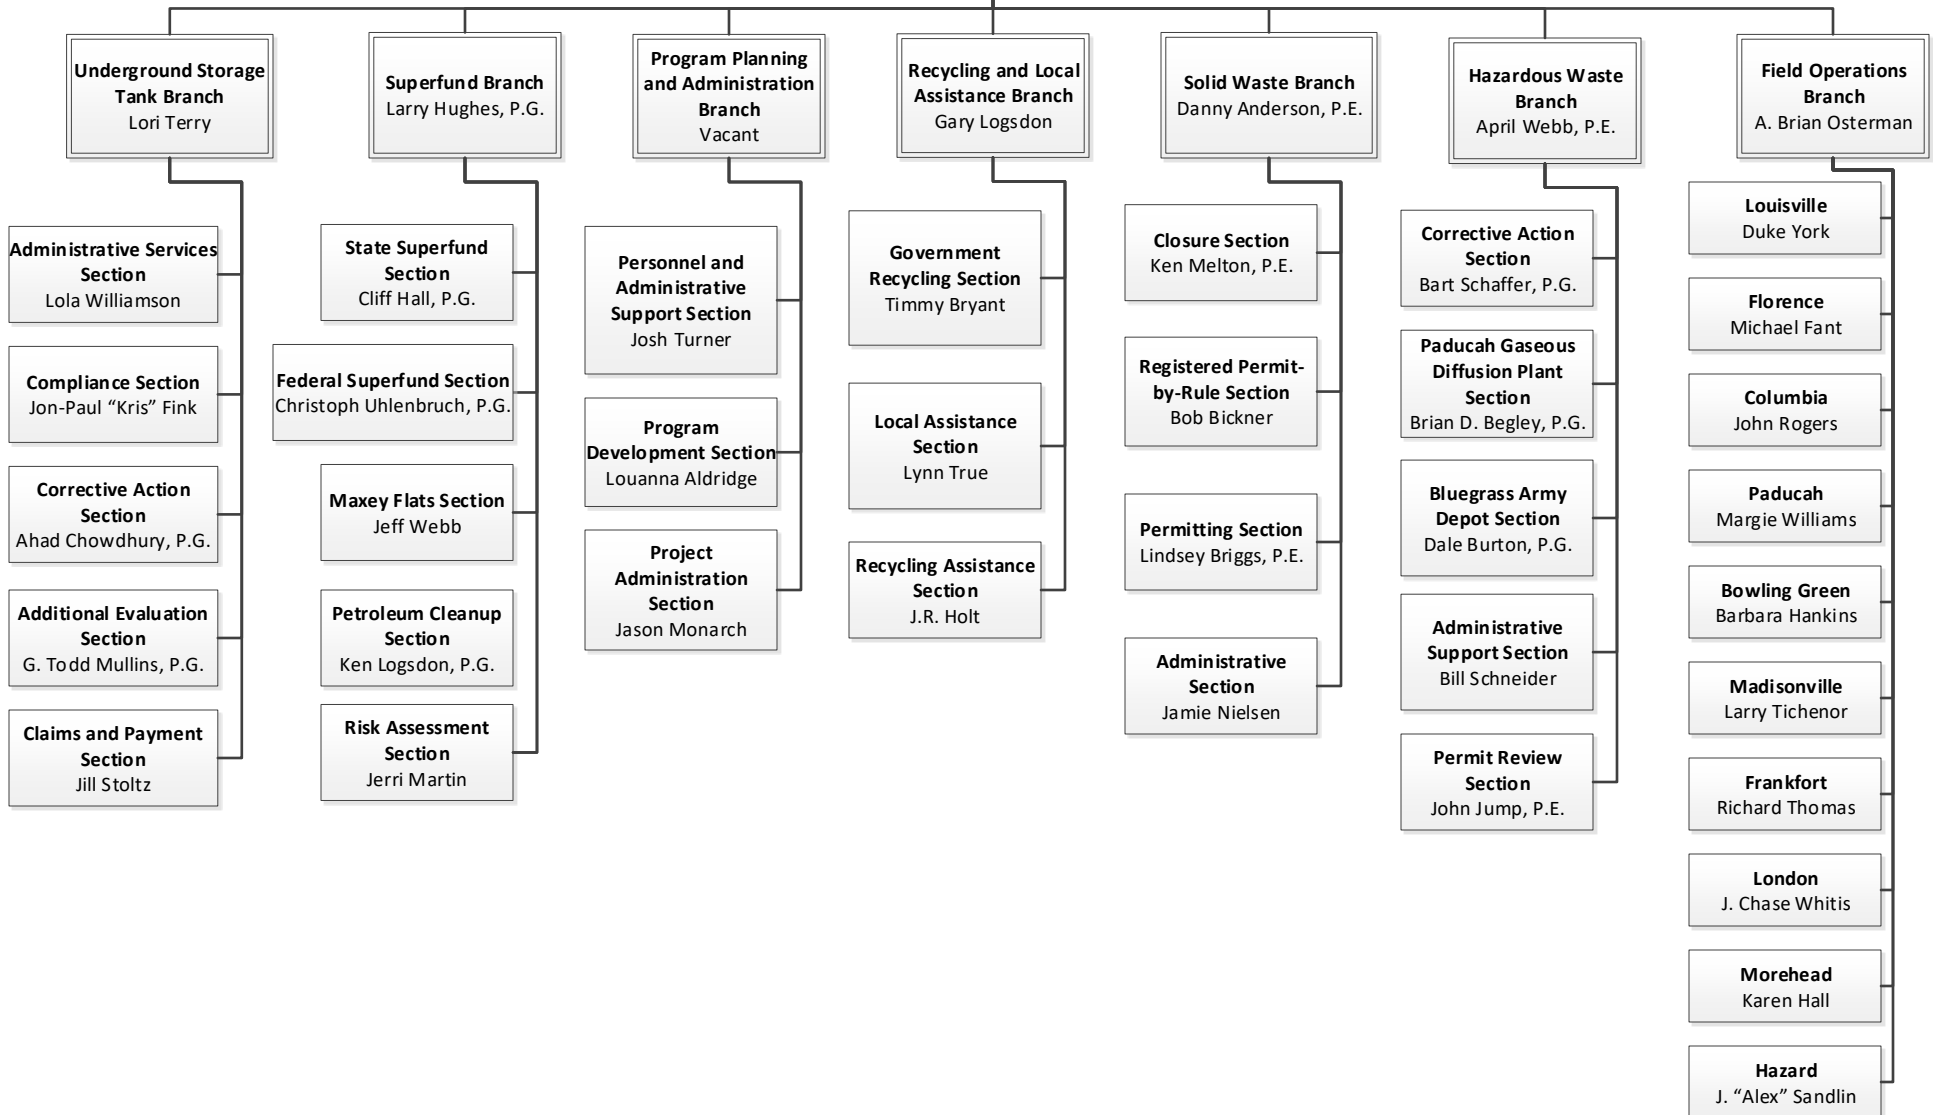 Underground Storage
Tank Branch
Lori Terry
Administrative Services
Section
Lola Williamson
Compliance Section
Jon-Paul “Kris” Fink
Corrective Action
Section
Ahad Chowdhury, P.G.
Additional Evaluation
Section
G. Todd Mullins, P.G.
Claims and Payment
Section
Jill Stoltz
Superfund Branch
Larry Hughes, P.G.
State Superfund
Section
Cliff Hall, P.G.
Federal Superfund Section
Christoph Uhlenbruch, P.G.
Maxey Flats Section
Jeff Webb
Petroleum Cleanup
Section
Ken Logsdon, P.G.
Risk Assessment
Section
Jerri Martin
Program Planning
and Administration
Branch
Vacant
Personnel and
Administrative
Support Section
Josh Turner
Program
Development Section
Louanna Aldridge
Project
Administration
Section
Jason Monarch
Recycling and Local
Assistance Branch
Gary Logsdon
Government
Recycling Section
Timmy Bryant
Local Assistance
Section
Lynn True
Recycling Assistance
Section
J.R. Holt
Solid Waste Branch
Danny Anderson, P.E.
Closure Section
Ken Melton, P.E.
Registered Permit-
by-Rule Section
Bob Bickner
Permitting Section
Lindsey Briggs, P.E.
Administrative
Section
Jamie Nielsen
Hazardous Waste
Branch
April Webb, P.E.
Corrective Action
Section
Bart Schaffer, P.G.
Paducah Gaseous
Diffusion Plant
Section
Brian D. Begley, P.G.
Bluegrass Army
Depot Section
Dale Burton, P.G.
Administrative
Support Section
Bill Schneider
Permit Review
Section
John Jump, P.E.
Field Operations
Branch
A. Brian Osterman
Louisville
Duke York
Florence
Michael Fant
Columbia
John Rogers
Paducah
Margie Williams
Bowling Green
Barbara Hankins
Madisonville
Larry Tichenor
Frankfort
Richard Thomas
London
J. Chase Whitis
Morehead
Karen Hall
Hazard
J. “Alex” Sandlin